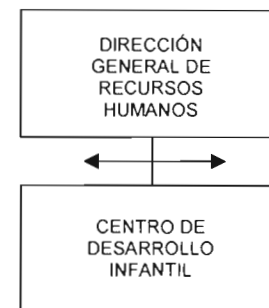 DIRECCIÓN
GENERAL DE
RECURSOS
HUMANOS
CENTRO DE
DESARROLLO
INFANTIL